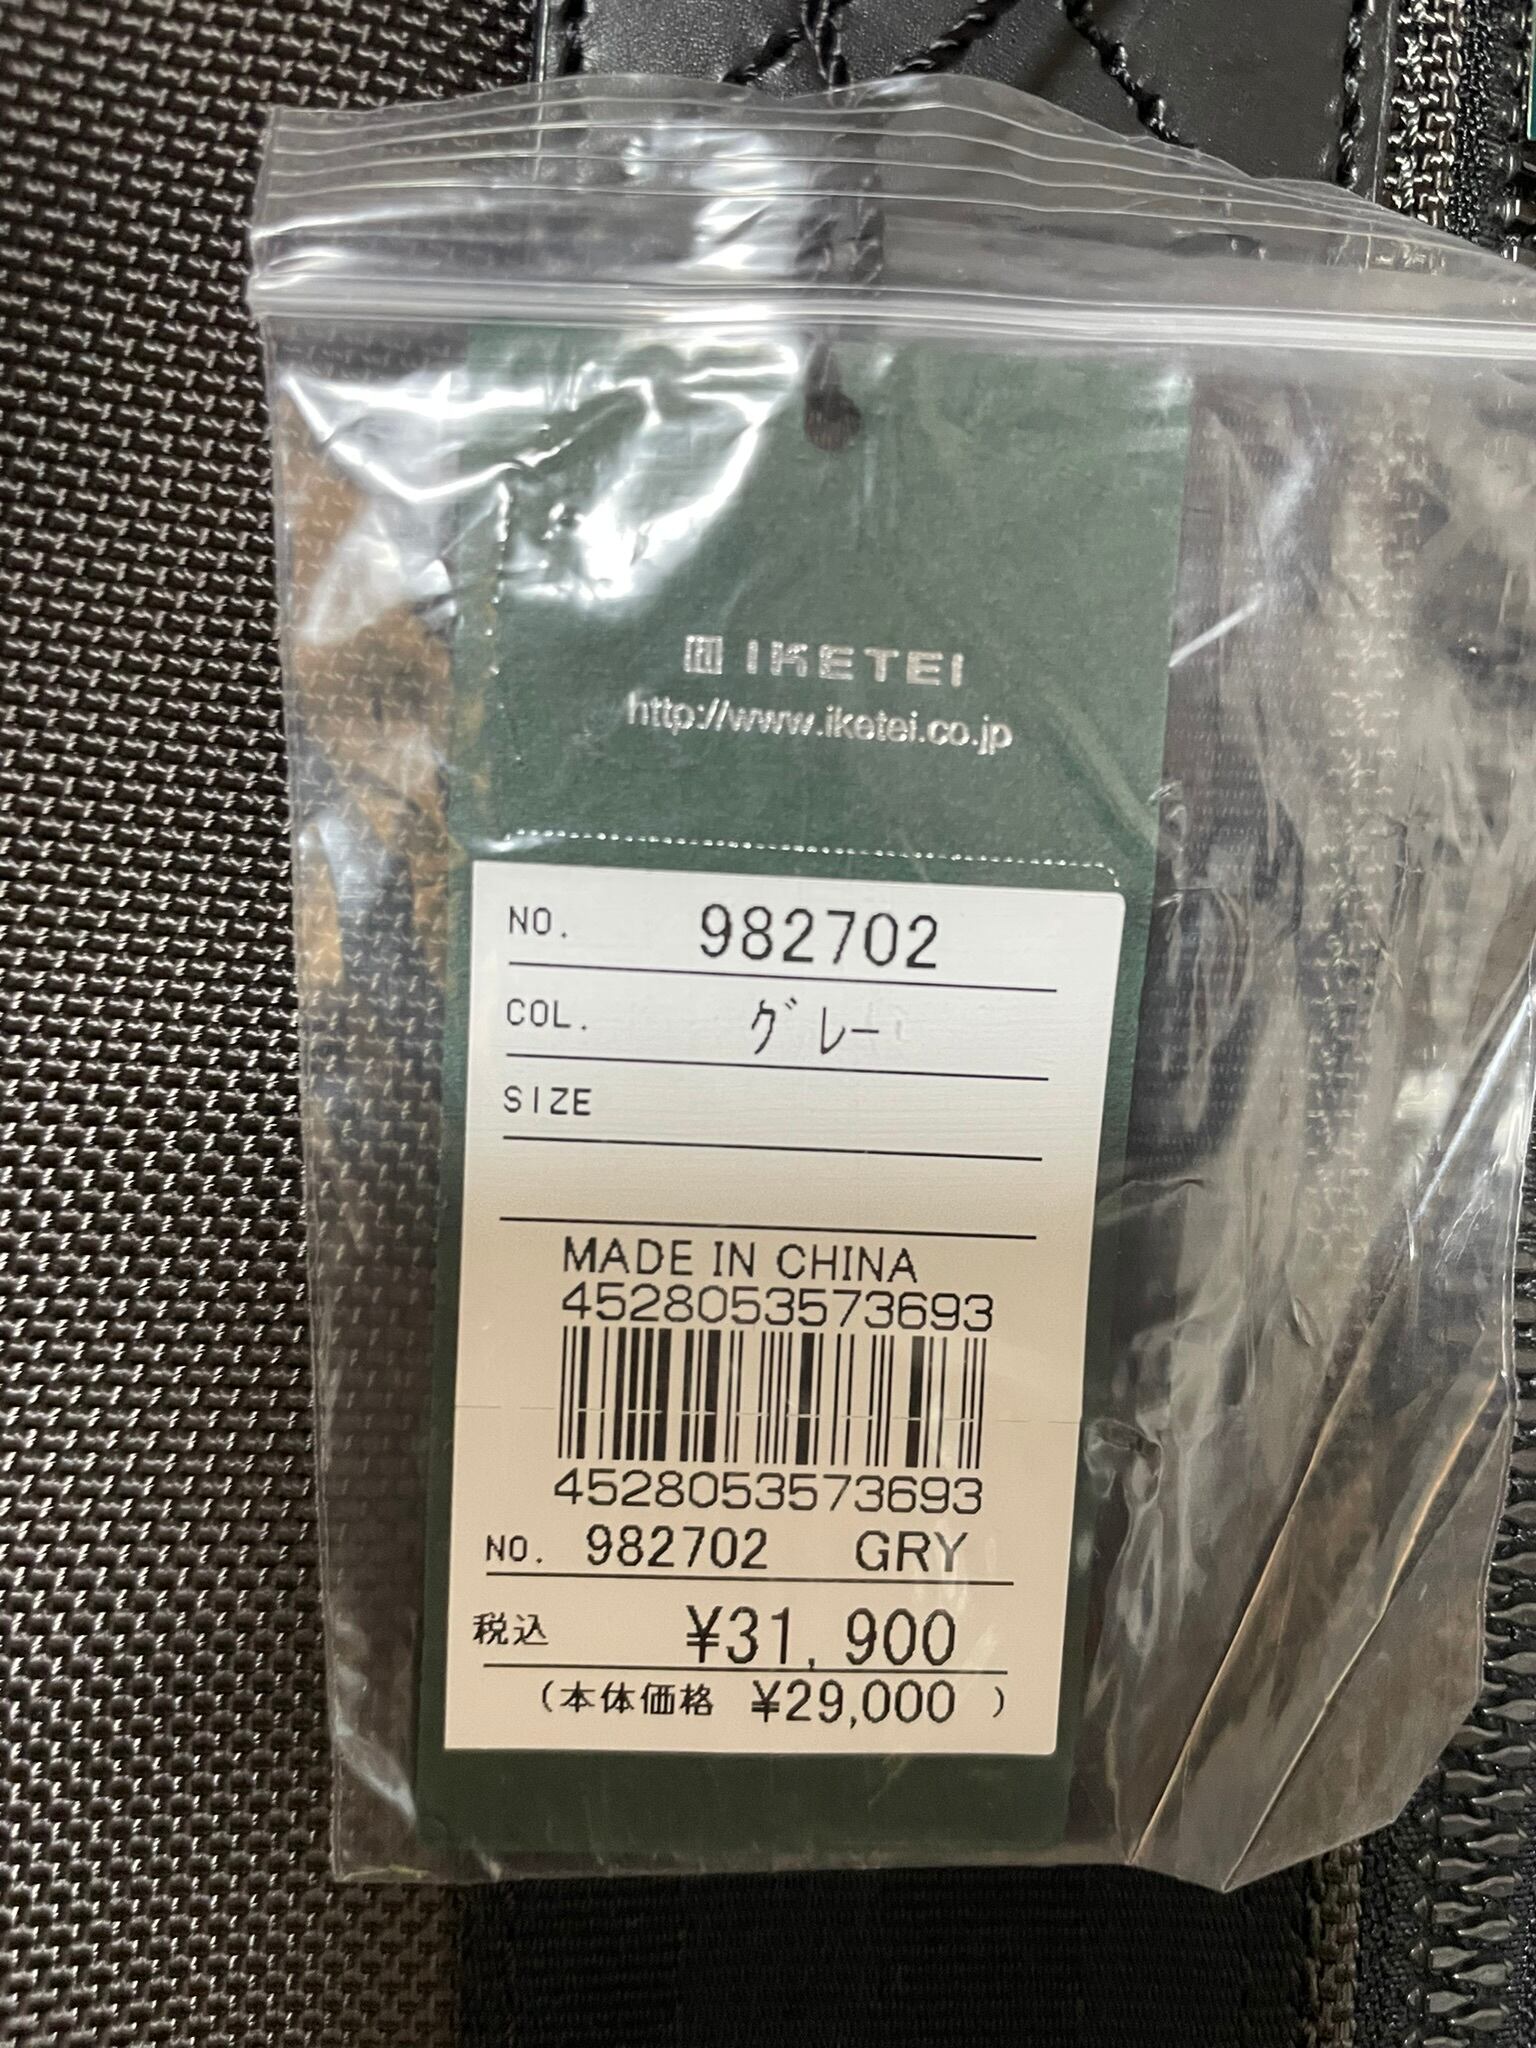 IKETEI
http://www.iketei.co.jp
NO. 982702
COL. グレー
SIZE
MADE IN CHINA
4528053573693
4528053573693
NO. 982702 GRY
税込 ¥31,900
(本体価格 ¥29,000 )